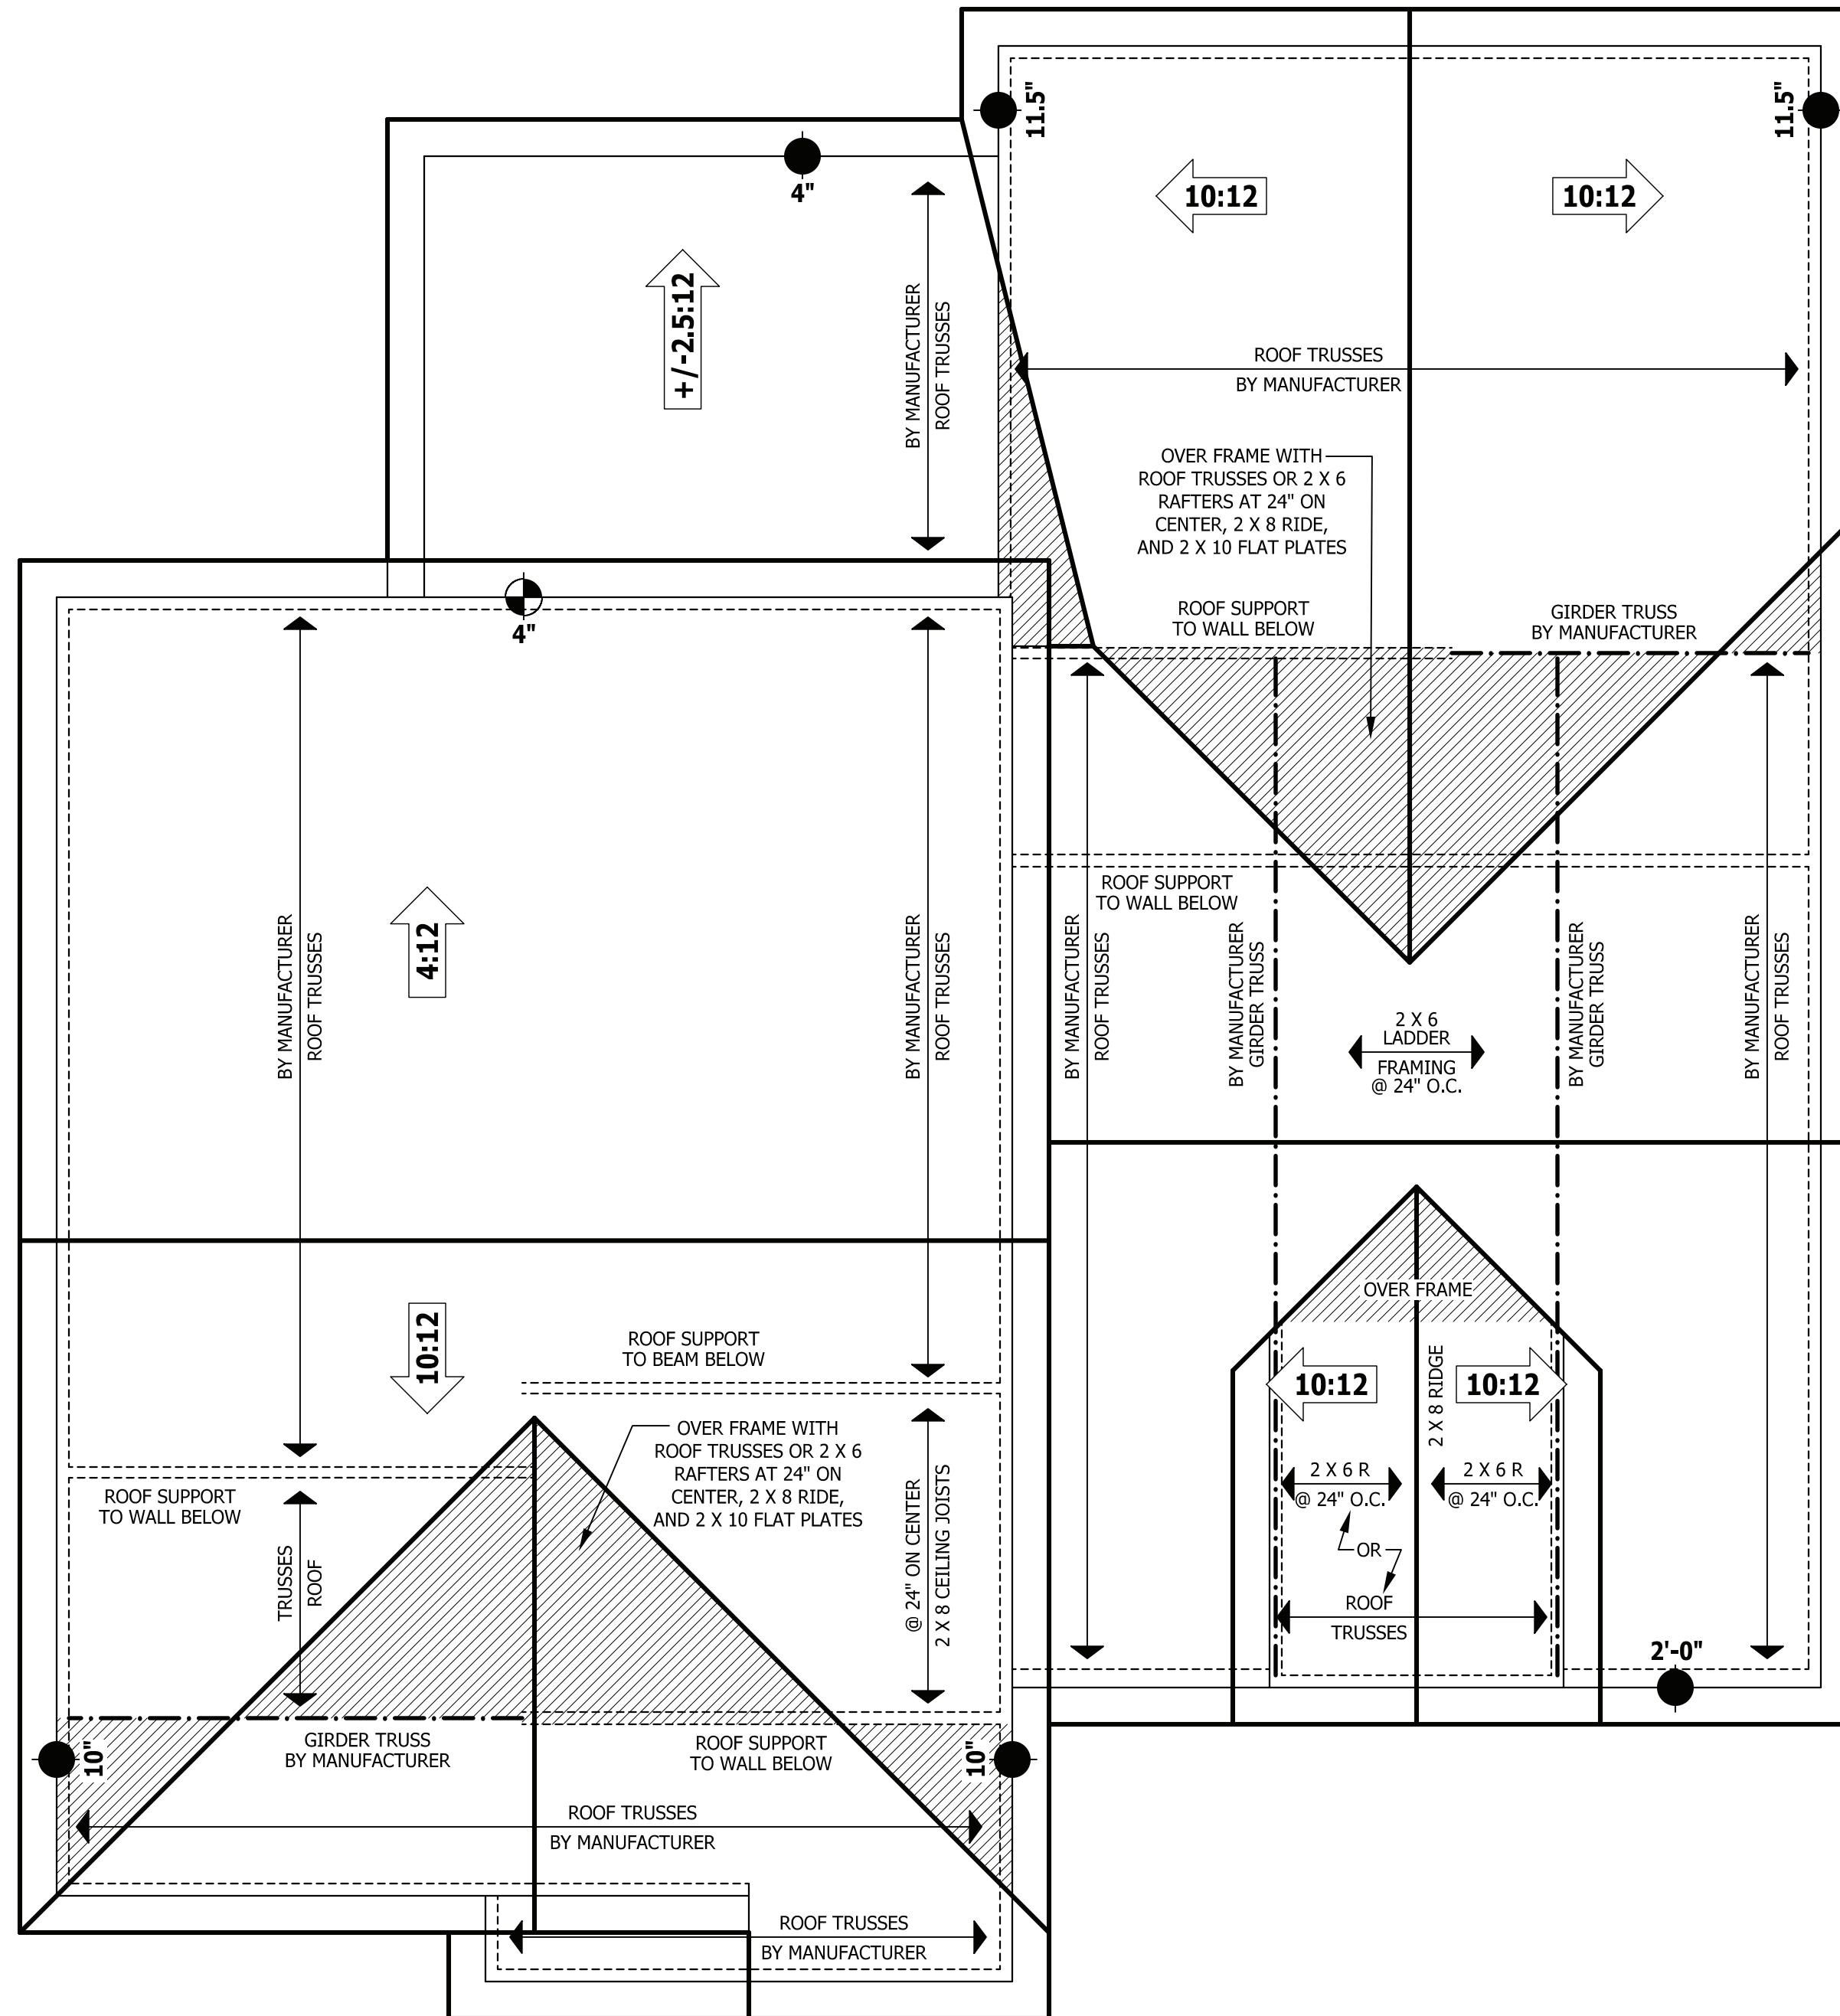 11.5"
11.5"
4"
10:12
10:12
+/-2.5:12
BY MANUFACTURER
ROOF TRUSSES
ROOF TRUSSES
BY MANUFACTURER
OVER FRAME WITH
ROOF TRUSSES OR 2 X 6
RAFTERS AT 24" ON
CENTER, 2 X 8 RIDE,
AND 2 X 10 FLAT PLATES
ROOF SUPPORT
TO WALL BELOW
GIRDER TRUSS
BY MANUFACTURER
4"
ROOF SUPPORT
TO WALL BELOW
BY MANUFACTURER
ROOF TRUSSES
4:12
BY MANUFACTURER
ROOF TRUSSES
BY MANUFACTURER
ROOF TRUSSES
BY MANUFACTURER
GIRDER TRUSS
2 X 6
LADDER
FRAMING
@ 24" O.C.
BY MANUFACTURER
GIRDER TRUSS
BY MANUFACTURER
ROOF TRUSSES
10:12
ROOF SUPPORT
TO BEAM BELOW
OVER FRAME
10:12
2 X 8 RIDGE
10:12
OVER FRAME WITH
ROOF TRUSSES OR 2 X 6
RAFTERS AT 24" ON
CENTER, 2 X 8 RIDE,
AND 2 X 10 FLAT PLATES
2 X 6 R
@ 24" O.C.
2 X 6 R
@ 24" O.C.
OR
ROOF
TRUSSES
ROOF SUPPORT
TO WALL BELOW
TRUSSES
ROOF
@ 24" ON CENTER
2 X 8 CEILING JOISTS
2'-0"
GIRDER TRUSS
BY MANUFACTURER
ROOF SUPPORT
TO WALL BELOW
10"
10"
ROOF TRUSSES
BY MANUFACTURER
ROOF TRUSSES
BY MANUFACTURER